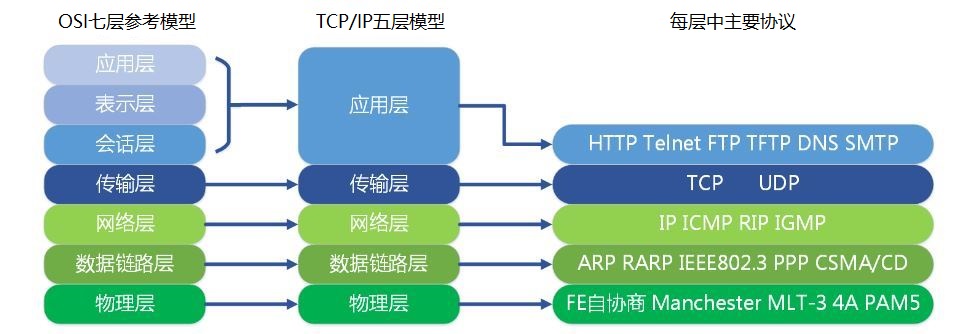 OSI七层参考模型 TCP/IP五层模型 每层中主要协议
应用层
表示层 应用层
会话层 HTTP Telnet FTP TFTP DNS SMTP
传输层 传输层 TCP UDP
网络层 网络层 IP ICMP RIP IGMP
数据链路层 数据链路层 ARP RARP IEEE802.3 PPP CSMA/CD
物理层 物理层 FE自协商 Manchester MLT-3 4A PAM5